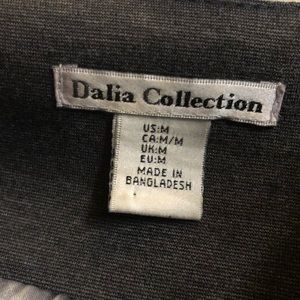 Dalia Collection
US:M
CA:M/M
UK:M
EU:M
MADE IN
BANGLADESH